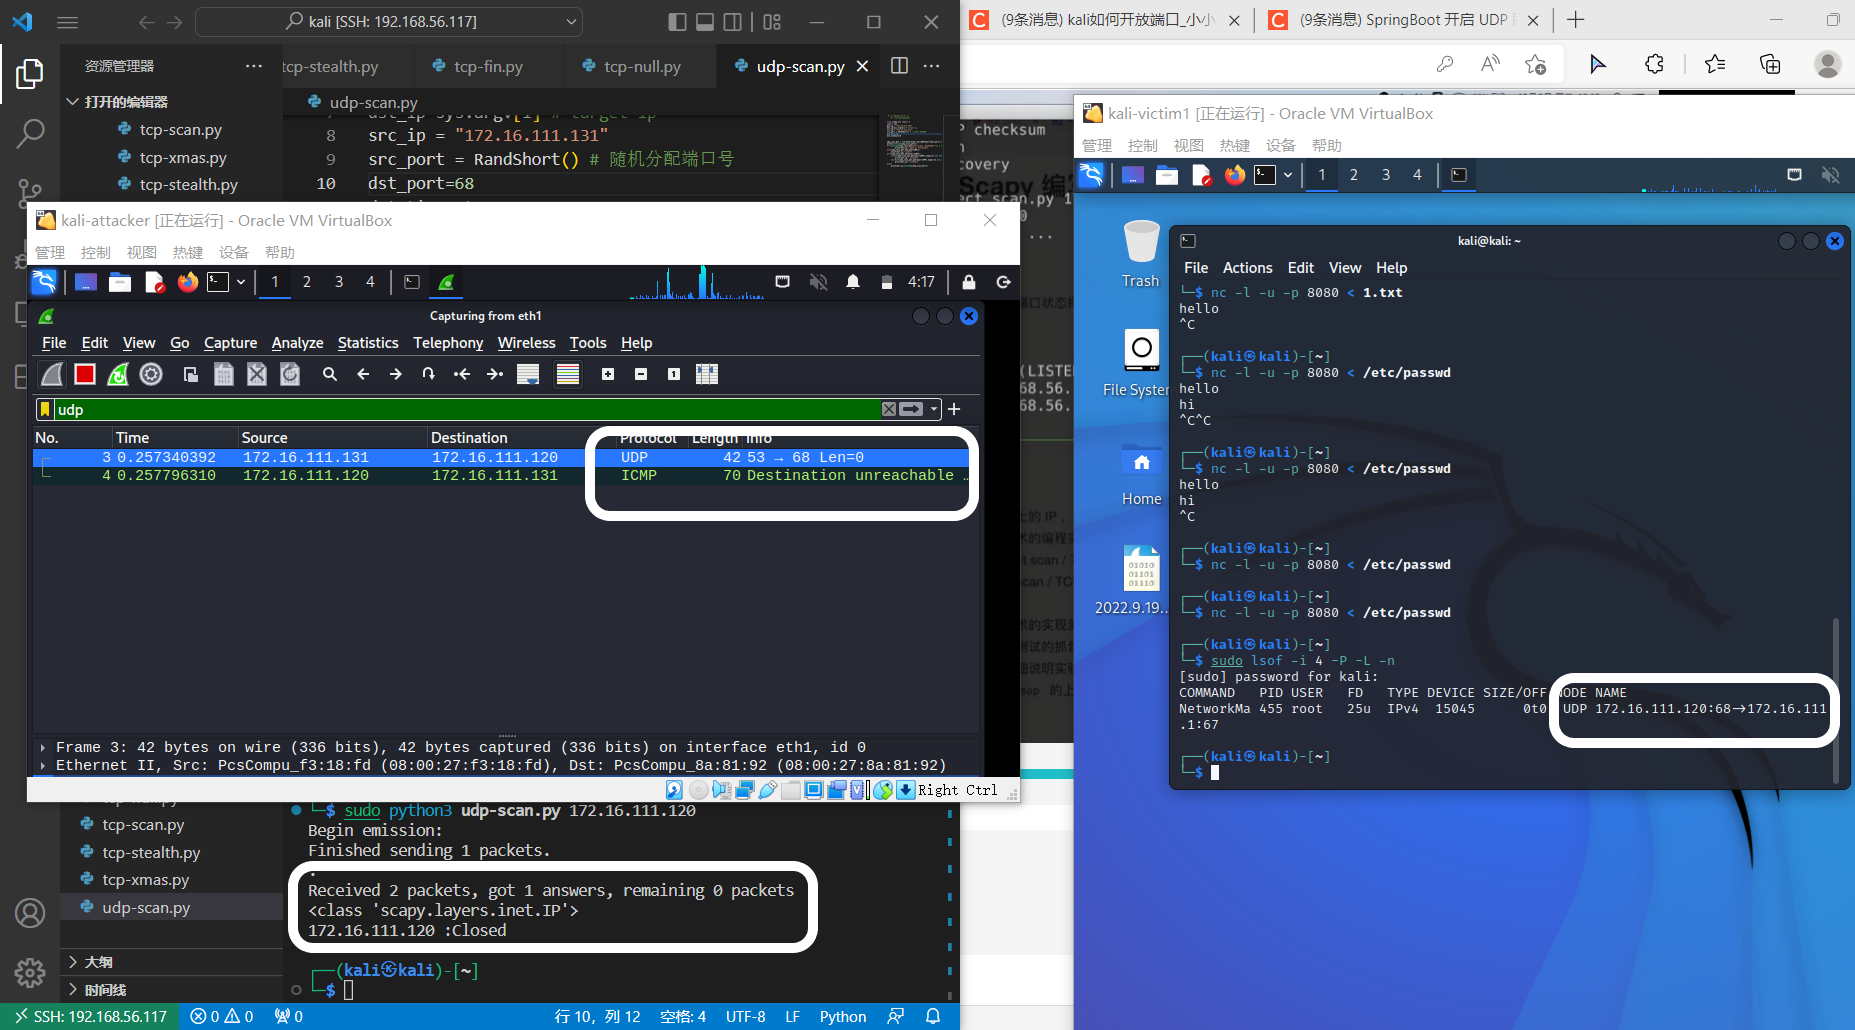 kali [SSH: 192.168.56.117]
(9条消息) kali如何开放端口_小小
(9条消息) SpringBoot 开启 UDP
资源管理器
tcp-stealth.py
tcp-fin.py
tcp-null.py
udp-scan.py
打开的编辑器
tcp-scan.py
tcp-xmas.py
tcp-stealth.py
udp-scan.py
8 src_ip = "172.16.111.131"
9 src_port = RandShort() # 随机分配端口号
10 dst_port=68
P checksum
covery
Scapy 编
ect scan.py 1
...
(LISTEN
68.56.
68.56.
kali-attacker [正在运行] - Oracle VM VirtualBox
管理 控制 视图 热键 设备 帮助
1 2 3 4
4:17
Capturing from eth1
File Edit View Go Capture Analyze Statistics Telephony Wireless Tools Help
udp
No. Time Source Destination Protocol Length Info
3 0.257340392 172.16.111.131 172.16.111.120 UDP 42 53 → 68 Len=0
4 0.257796310 172.16.111.120 172.16.111.131 ICMP 70 Destination unreachable …
Frame 3: 42 bytes on wire (336 bits), 42 bytes captured (336 bits) on interface eth1, id 0
Ethernet II, Src: PcsCompu_f3:18:fd (08:00:27:f3:18:fd), Dst: PcsCompu_8a:81:92 (08:00:27:8a:81:92)
Right Ctrl
tcp-scan.py
tcp-stealth.py
tcp-xmas.py
udp-scan.py
大纲
时间线
└─$ sudo python3 udp-scan.py 172.16.111.120
Begin emission:
Finished sending 1 packets.
.
Received 2 packets, got 1 answers, remaining 0 packets
<class 'scapy.layers.inet.IP'>
172.16.111.120 :Closed
┌──(kali㉿kali)-[~]
└─$
SSH: 192.168.56.117
0 0
0
行 10，列 12 空格: 4 UTF-8 LF Python
kali-victim1 [正在运行] - Oracle VM VirtualBox
管理 控制 视图 热键 设备 帮助
1 2 3 4
Trash
File System
Home
2022.9.19...
kali@kali: ~
File Actions Edit View Help
└─$ nc -l -u -p 8080 < 1.txt
hello
^C
┌──(kali㉿kali)-[~]
└─$ nc -l -u -p 8080 < /etc/passwd
hello
hi
^C^C
┌──(kali㉿kali)-[~]
└─$ nc -l -u -p 8080 < /etc/passwd
hello
hi
^C
┌──(kali㉿kali)-[~]
└─$ nc -l -u -p 8080 < /etc/passwd
┌──(kali㉿kali)-[~]
└─$ nc -l -u -p 8080 < /etc/passwd
┌──(kali㉿kali)-[~]
└─$ sudo lsof -i 4 -P -L -n
[sudo] password for kali:
COMMAND PID USER FD TYPE DEVICE SIZE/OFF NODE NAME
NetworkMa 455 root 25u IPv4 15045 0t0 UDP 172.16.111.120:68→172.16.111
.1:67
┌──(kali㉿kali)-[~]
└─$